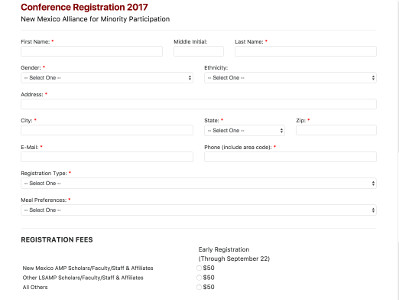 Conference Registration 2017
New Mexico Alliance for Minority Participation
First Name: * Middle Initial: Last Name: *
Gender: * Ethnicity:
-- Select One -- -- Select One --
Address: *
City: * State: * Zip: *
-- Select One --
E-Mail: * Phone (include area code): *
Registration Type: *
-- Select One --
Meal Preferences: *
-- Select One --
REGISTRATION FEES
Early Registration
(Through September 22)
New Mexico AMP Scholars/Faculty/Staff & Affiliates $50
Other LSAMP Scholars/Faculty/Staff & Affiliates $50
All Others $50